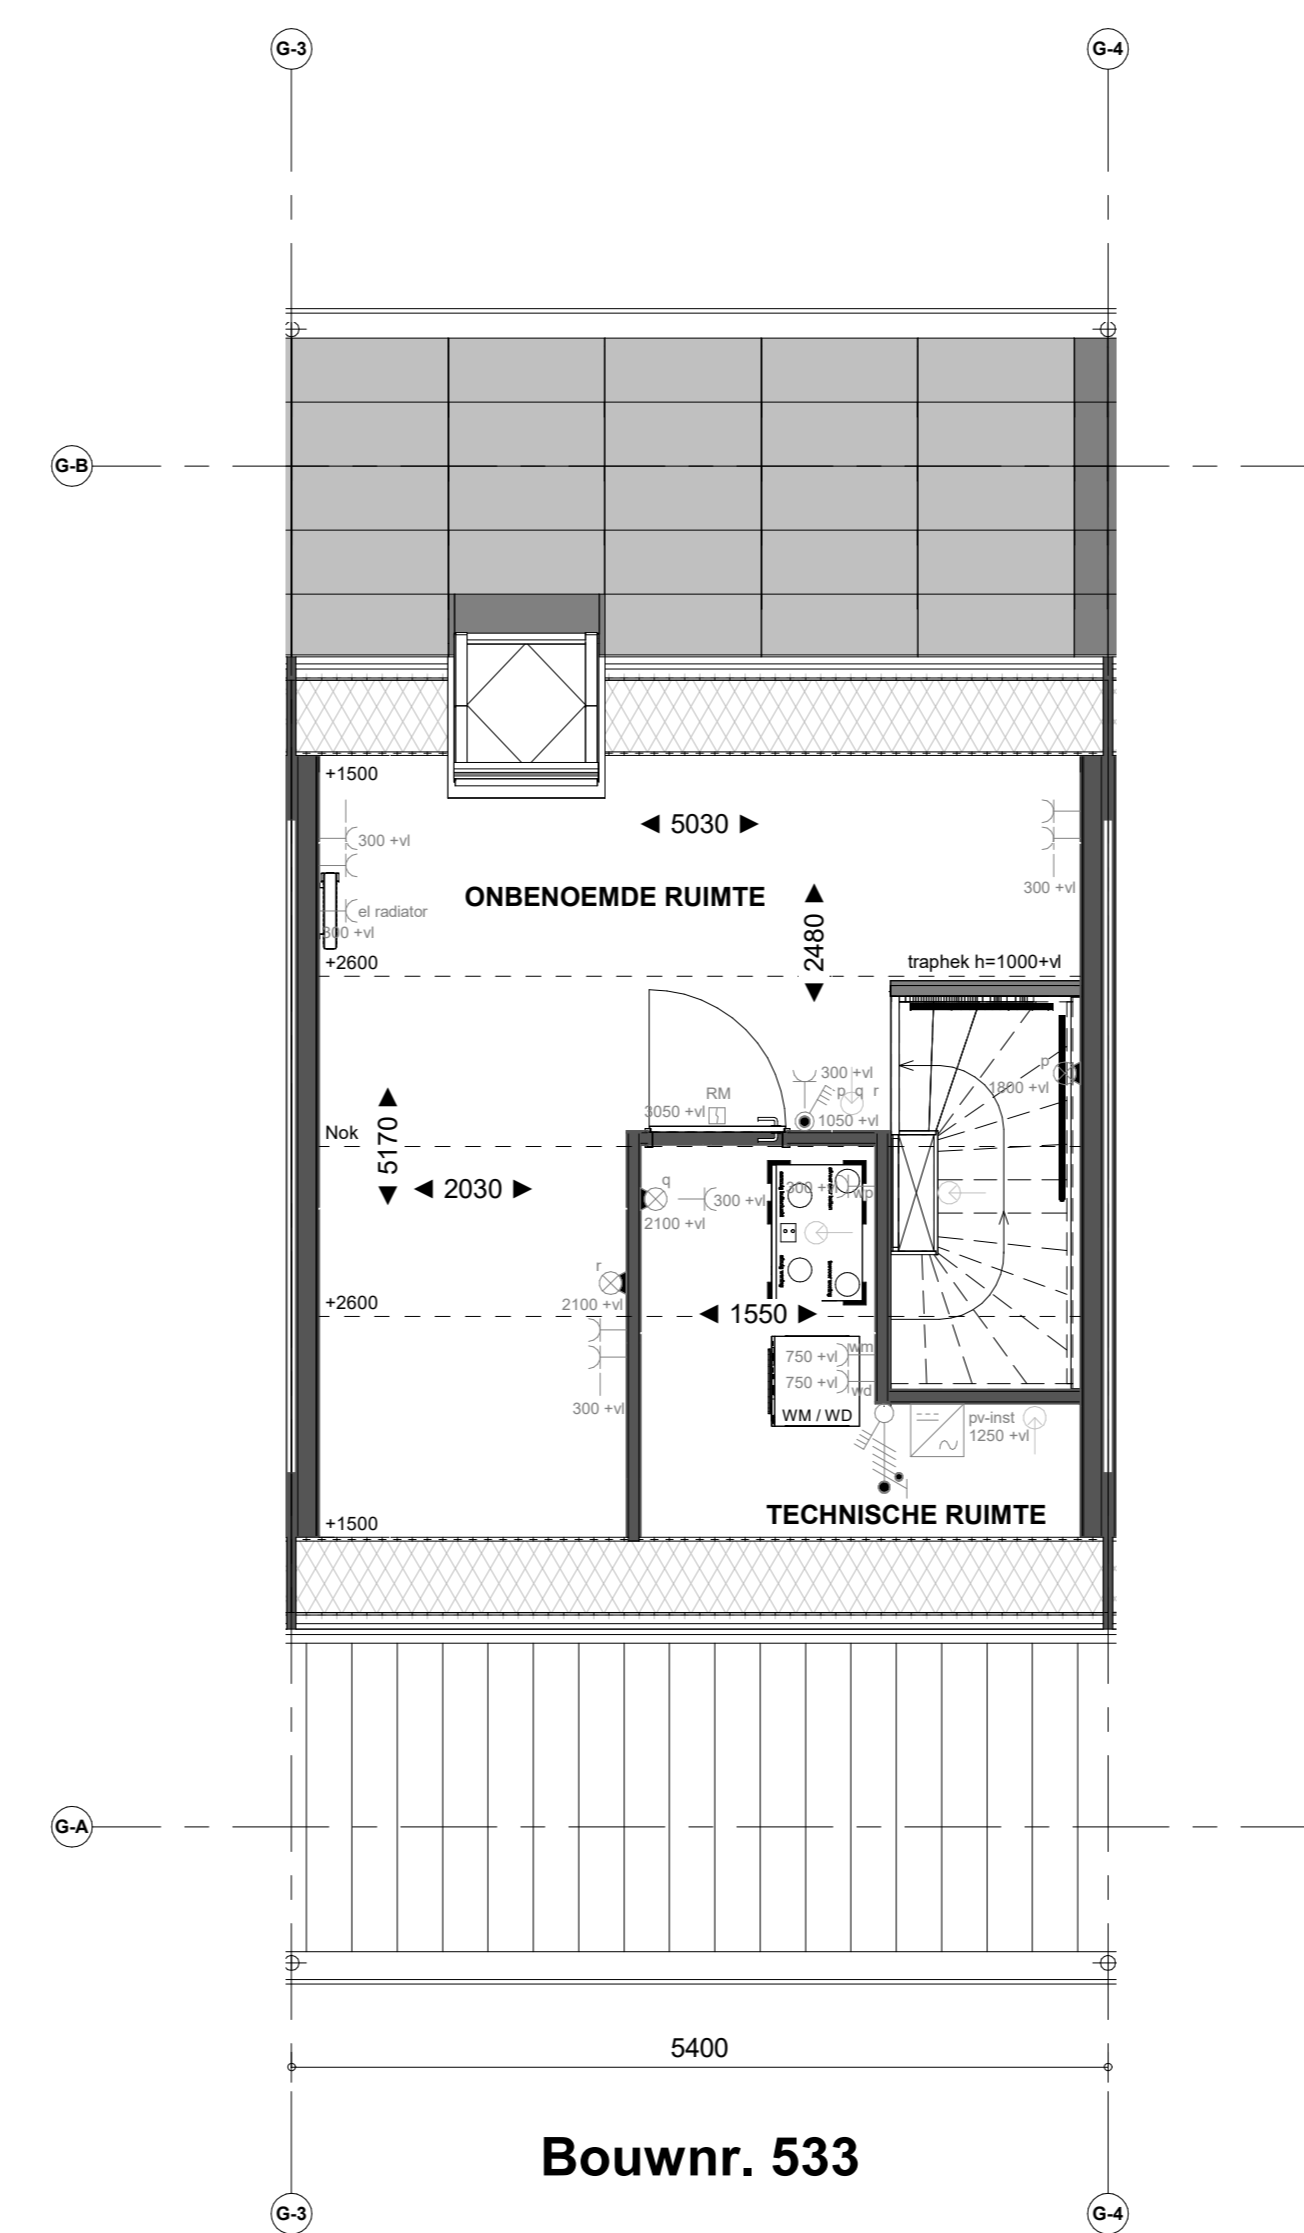 G-3 G-4
G-B
+1500
5030
300 +vl
ONBENOEMDE RUIMTE
300 +vl
el radiator
300 +vl
2480
+2600
traphek h=1000+vl
p
300 +vl
1800 +vl
RM
p q r
3050 +vl
1050 +vl
Nok
5170
2030
q
300 +vl
300 +vl
wp
2100 +vl
r
2100 +vl
+2600
1550
wm
750 +vl
750 +vl
wd
300 +vl
WM / WD
pv-inst
1250 +vl
TECHNISCHE RUIMTE
+1500
G-A
5400
Bouwnr. 533
G-3 G-4